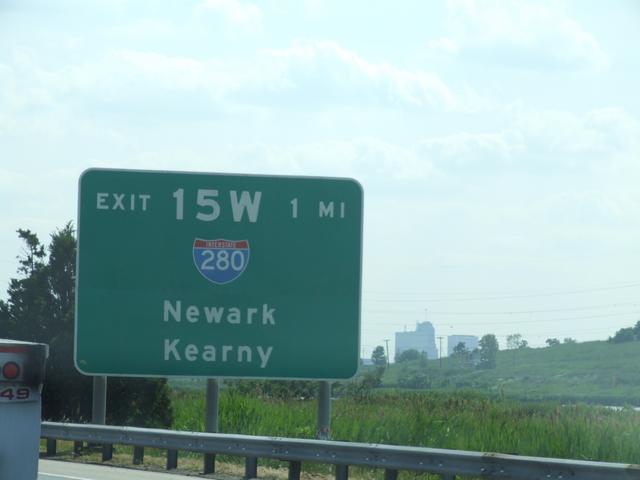 EXIT 15W 1 MI
INTERSTATE
280
Newark
Kearny
49